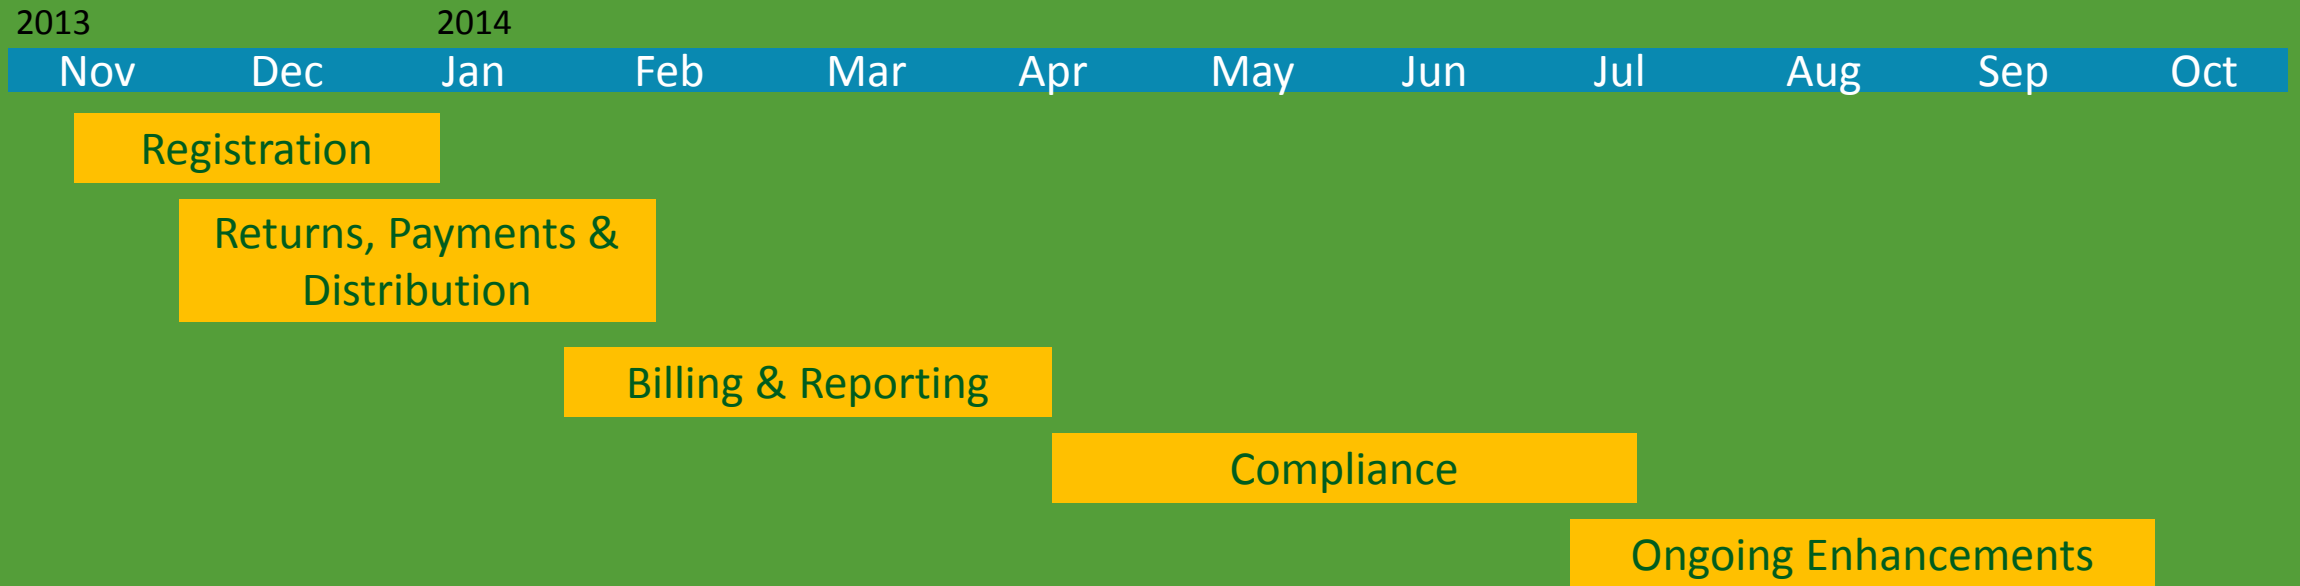 2013 2014
Nov Dec Jan Feb Mar Apr May Jun Jul Aug Sep Oct
Registration
Returns, Payments &
Distribution
Billing & Reporting
Compliance
Ongoing Enhancements